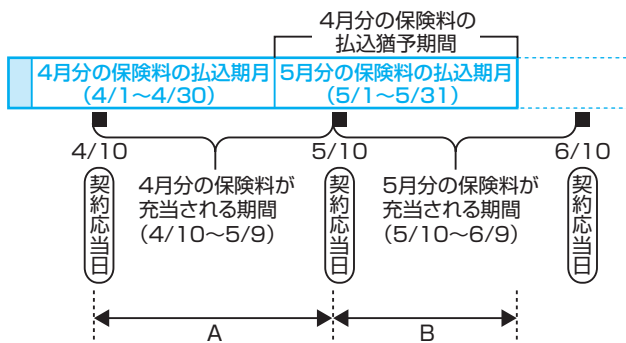 4月分の保険料の
払込猶予期間
4月分の保険料の払込期月
(4/1〜4/30)
5月分の保険料の払込期月
(5/1〜5/31)
4/10
5/10
6/10
4月分の保険料が
充当される期間
(4/10〜5/9)
5月分の保険料が
充当される期間
(5/10〜6/9)
契約応当日
契約応当日
契約応当日
A
B